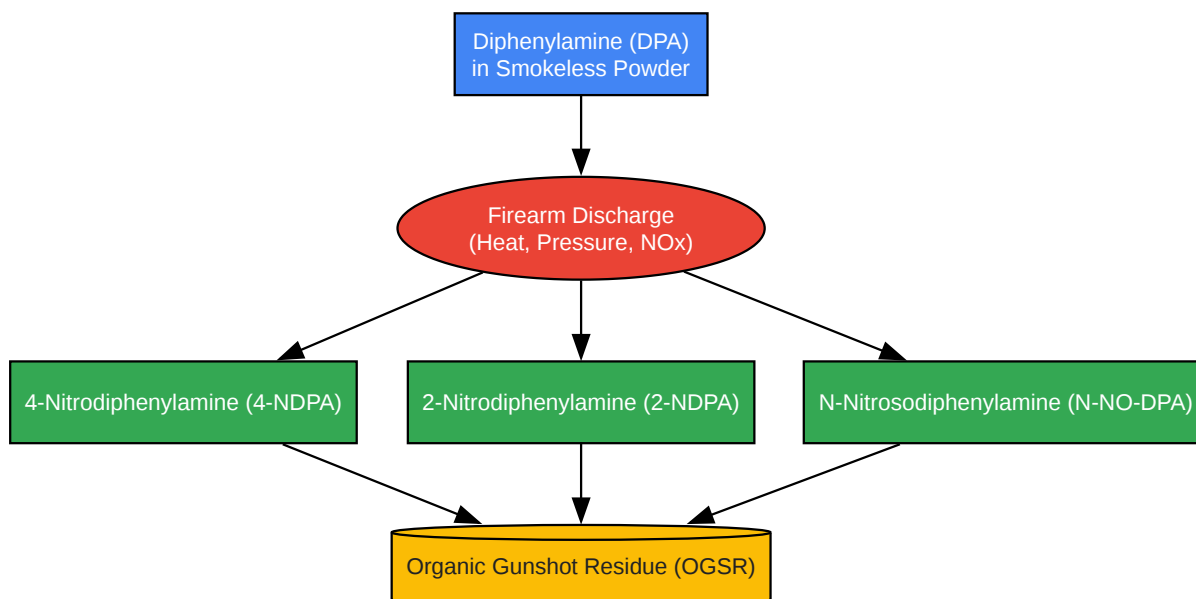 Diphenylamine (DPA)
in Smokeless Powder
Firearm Discharge
(Heat, Pressure, NOx)
4-Nitrodiphenylamine (4-NDPA)
2-Nitrodiphenylamine (2-NDPA)
N-Nitrosodiphenylamine (N-NO-DPA)
Organic Gunshot Residue (OGSR)